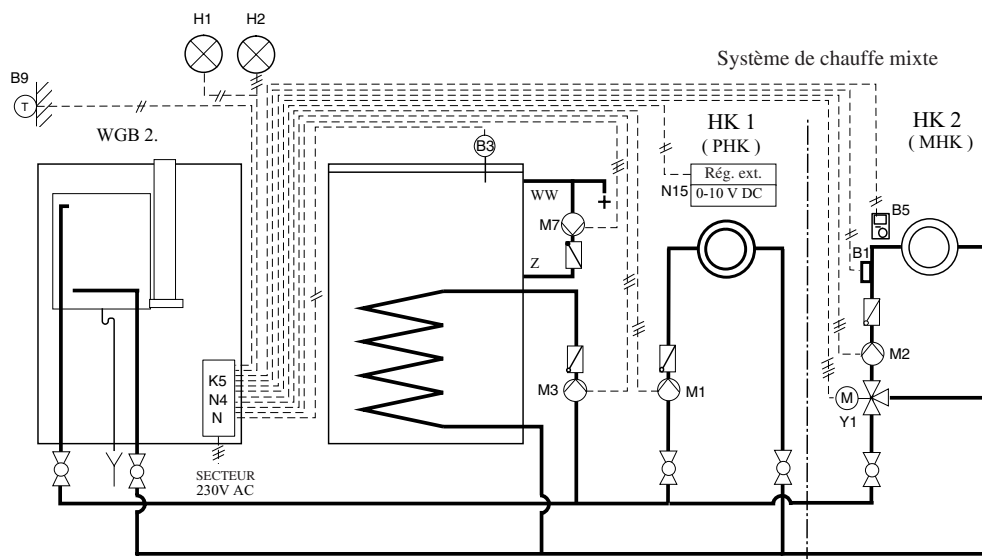 H1
H2
Système de chauffe mixte
B9
T
WGB 2.
HK 1
( PHK )
HK 2
( MHK )
B3
Rég. ext.
N15
0-10 V DC
WW
B5
M7
B1
Z
M2
K5
N4
N
M3
M1
M
Y1
SECTEUR
230V AC